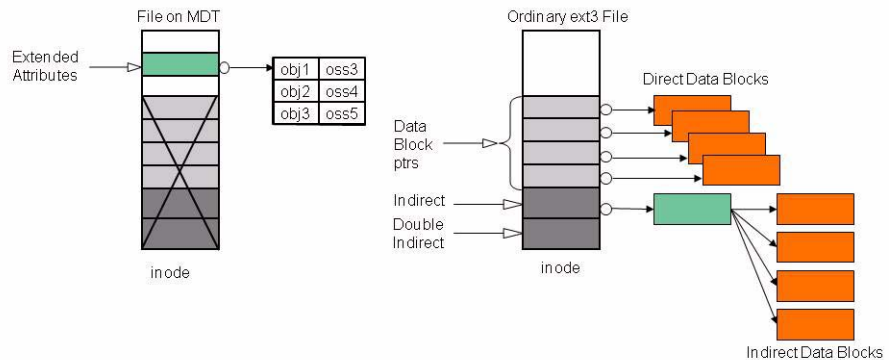 File on MDT
Extended
Attributes
obj1 oss3
obj2 oss4
obj3 oss5
inode
Ordinary ext3 File
Direct Data Blocks
Data
Block
ptrs
Indirect
Double
Indirect
inode
Indirect Data Blocks